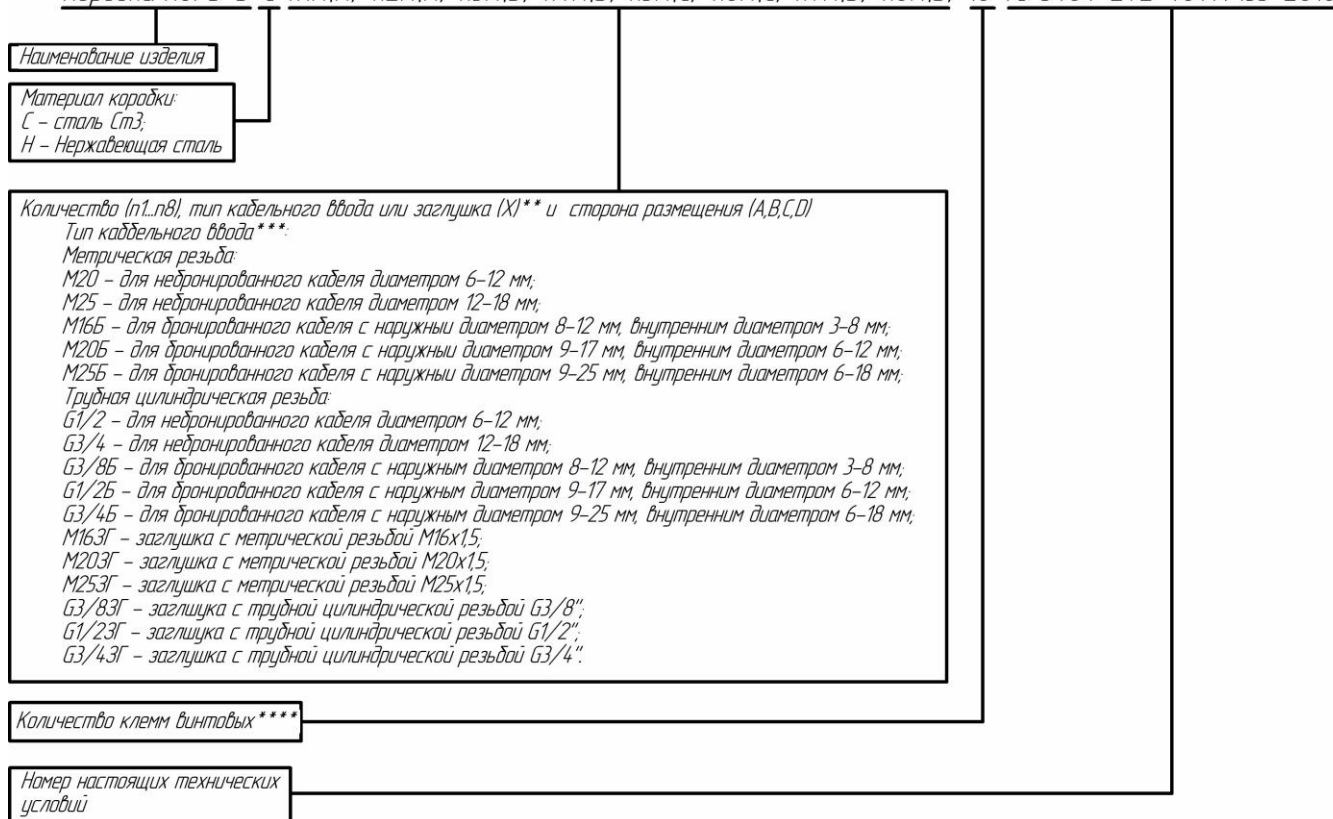 Наименование изделия
Материал коробки:
С – сталь Ст3;
Н – Нержавеющая сталь
Количество (n1...n8), тип кабельного ввода или заглушка (Х)** и сторона размещения (A,B,C,D)
Тип каббельного ввода***:
Метрическая резьба:
М20 – для небронированного кабеля диаметром 6–12 мм;
М25 – для небронированного кабеля диаметром 12–18 мм;
М16Б – для бронированного кабеля с наружныи диаметром 8–12 мм, внутренним диаметром 3–8 мм;
М20Б – для бронированного кабеля с наружныи диаметром 9–17 мм, внутренним диаметром 6–12 мм;
М25Б – для бронированного кабеля с наружныи диаметром 9–25 мм, внутренним диаметром 6–18 мм;
Трубная цилиндрическая резьба:
G1/2 – для небронированного кабеля диаметром 6–12 мм;
G3/4 – для небронированного кабеля диаметром 12–18 мм;
G3/8Б – для бронированного кабеля с наружным диаметром 8–12 мм, внутренним диаметром 3–8 мм;
G1/2Б – для бронированного кабеля с наружным диаметром 9–17 мм, внутренним диаметром 6–12 мм;
G3/4Б – для бронированного кабеля с наружным диаметром 9–25 мм, внутренним диаметром 6–18 мм;
М16ЗГ – заглушка с метрической резьбой М16х1,5;
М20ЗГ – заглушка с метрической резьбой М20х1,5;
М25ЗГ – заглушка с метрической резьбой М25х1,5;
G3/8ЗГ – заглшука с трубной цилиндрической резьбой G3/8";
G1/2ЗГ – заглшука с трубной цилиндрической резьбой G1/2";
G3/4ЗГ – заглушка с трубной цилиндрической резьбой G3/4".
Количество клемм винтовых****
Номер настоящих технических
условий